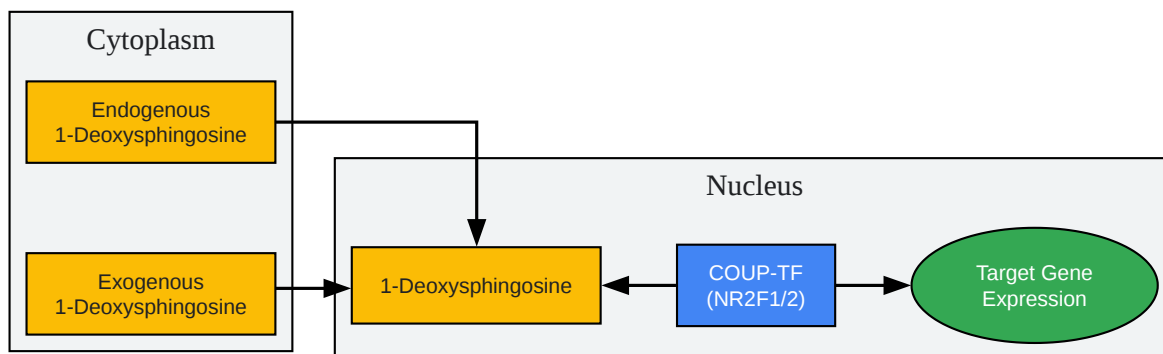 Cytoplasm
Endogenous
1-Deoxysphingosine
Exogenous
1-Deoxysphingosine
Nucleus
1-Deoxysphingosine
COUP-TF
(NR2F1/2)
Target Gene
Expression